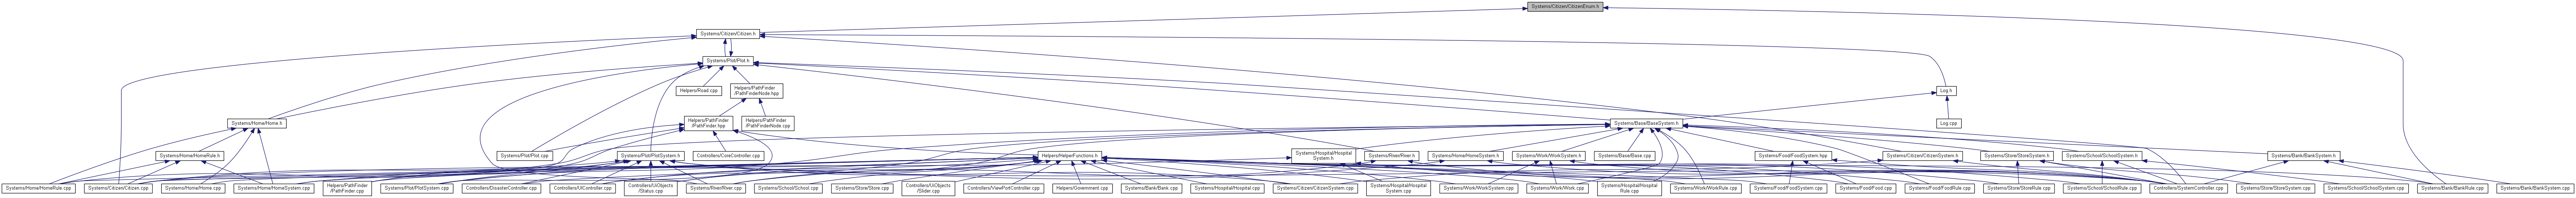 Systems/Citizen/CitizenEnum.h
Systems/Citizen/Citizen.h
Systems/Plot/Plot.h
Helpers/Road.cpp
Helpers/PathFinder
/PathFinderNode.hpp
Log.h
Systems/Home/Home.h
Helpers/PathFinder
/PathFinder.hpp
Helpers/PathFinder
/PathFinderNode.cpp
Systems/Base/BaseSystem.h
Log.cpp
Systems/Home/HomeRule.h
Systems/Plot/Plot.cpp
Systems/Plot/PlotSystem.h
Controllers/CoreController.cpp
Helpers/HelperFunctions.h
Systems/Hospital/Hospital
System.h
Systems/River/River.h
Systems/Home/HomeSystem.h
Systems/Work/WorkSystem.h
Systems/Base/Base.cpp
Systems/Food/FoodSystem.hpp
Systems/Citizen/CitizenSystem.h
Systems/Store/StoreSystem.h
Systems/School/SchoolSystem.h
Systems/Bank/BankSystem.h
Systems/Home/HomeRule.cpp
Systems/Citizen/Citizen.cpp
Systems/Home/Home.cpp
Systems/Home/HomeSystem.cpp
Helpers/PathFinder
/PathFinder.cpp
Systems/Plot/PlotSystem.cpp
Controllers/DisasterController.cpp
Controllers/UIController.cpp
Controllers/UiObjects
/Status.cpp
Systems/River/River.cpp
Systems/School/School.cpp
Systems/Store/Store.cpp
Controllers/UiObjects
/Slider.cpp
Controllers/ViewPortController.cpp
Helpers/Government.cpp
Systems/Bank/Bank.cpp
Systems/Hospital/Hospital.cpp
Systems/Citizen/CitizenSystem.cpp
Systems/Hospital/Hospital
System.cpp
Systems/Work/WorkSystem.cpp
Systems/Work/Work.cpp
Systems/Hospital/Hospital
Rule.cpp
Systems/Work/WorkRule.cpp
Systems/Food/FoodSystem.cpp
Systems/Food/Food.cpp
Systems/Food/FoodRule.cpp
Systems/Store/StoreRule.cpp
Systems/School/SchoolRule.cpp
Controllers/SystemController.cpp
Systems/Store/StoreSystem.cpp
Systems/School/SchoolSystem.cpp
Systems/Bank/BankRule.cpp
Systems/Bank/BankSystem.cpp